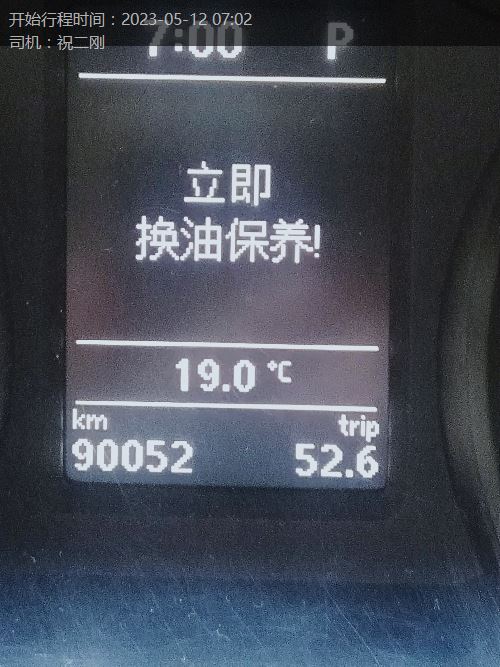 开始行程时间：2023-05-12 07:02
司机：祝二刚
7:00 P
立即
换油保养!
19.0 °C
km trip
90052 52.6